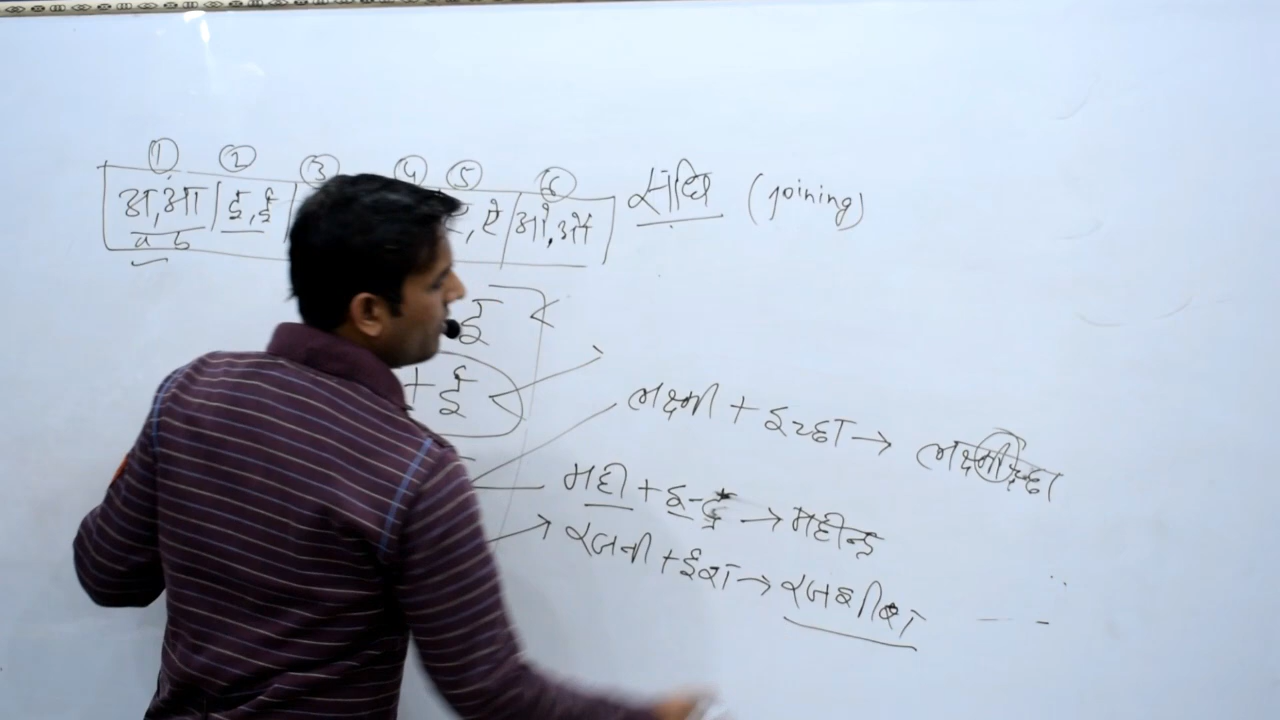 ① ② ③ ④ ⑤ ⑥
अ,आ | इ,ई ए, ऐ | ओ,औ संधि (Joining)
a b
ई
+ ई
लक्ष्मी + इच्छा → लक्ष्मीच्छा
मही + इन्द्र → महीन्द्र
रजनी + ईश → रजनीश